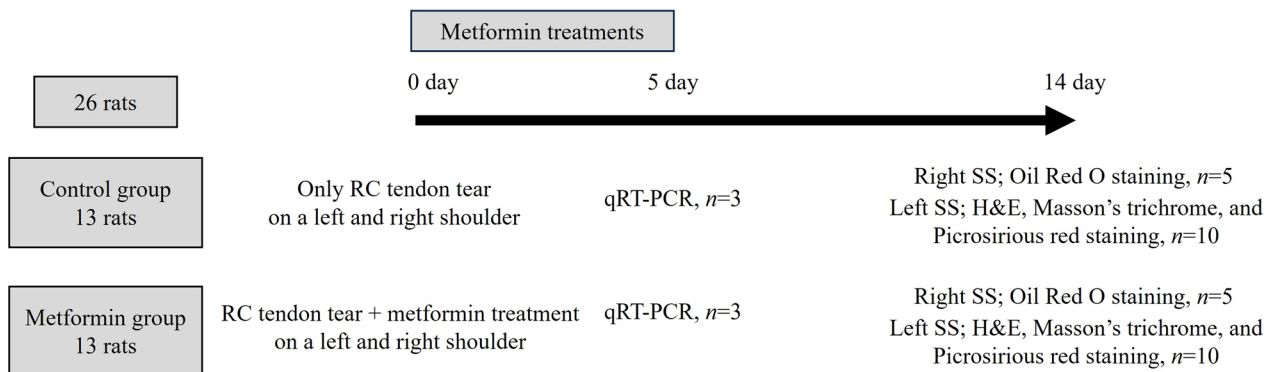 Metformin treatments
0 day
5 day
14 day
26 rats
Control group
13 rats
Only RC tendon tear
on a left and right shoulder
qRT-PCR, n=3
Right SS; Oil Red O staining, n=5
Left SS; H&E, Masson’s trichrome, and
Picrosirious red staining, n=10
Metformin group
13 rats
RC tendon tear + metformin treatment
on a left and right shoulder
qRT-PCR, n=3
Right SS; Oil Red O staining, n=5
Left SS; H&E, Masson’s trichrome, and
Picrosirious red staining, n=10